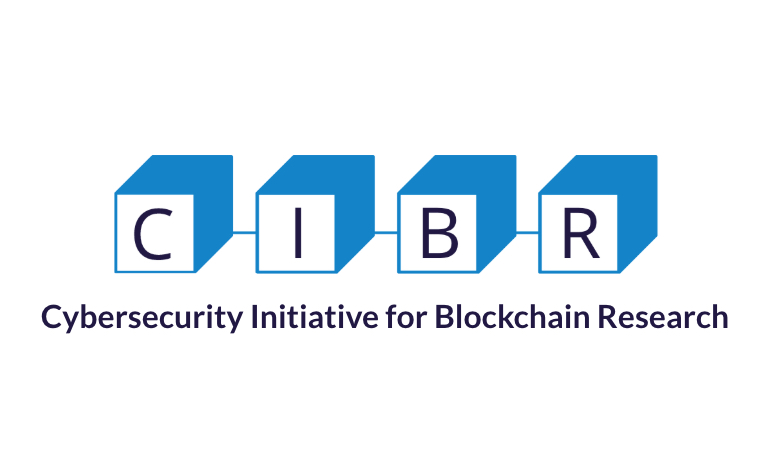 C I B R
Cybersecurity Initiative for Blockchain Research